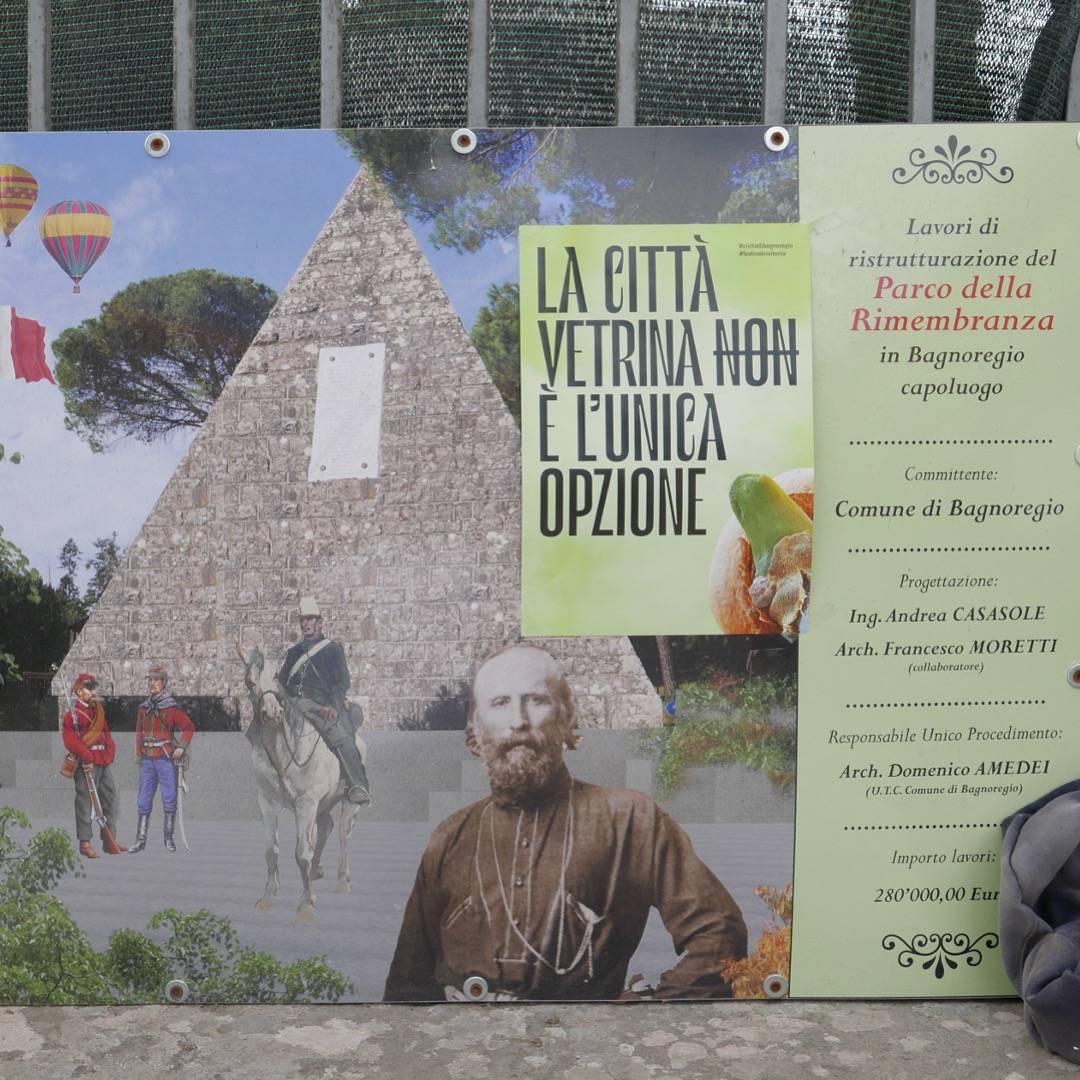 #civitadibagnoregio
#festivalcivitonia
LA CITTÀ
VETRINA NON
È L'UNICA
OPZIONE
Lavori di
ristrutturazione del
Parco della
Rimembranza
in Bagnoregio
capoluogo
Committente:
Comune di Bagnoregio
Progettazione:
Ing. Andrea CASASOLE
Arch. Francesco MORETTI
(collaboratore)
Responsabile Unico Procedimento:
Arch. Domenico AMEDEI
(U.T.C. Comune di Bagnoregio)
Importo lavori:
280'000,00 Eur